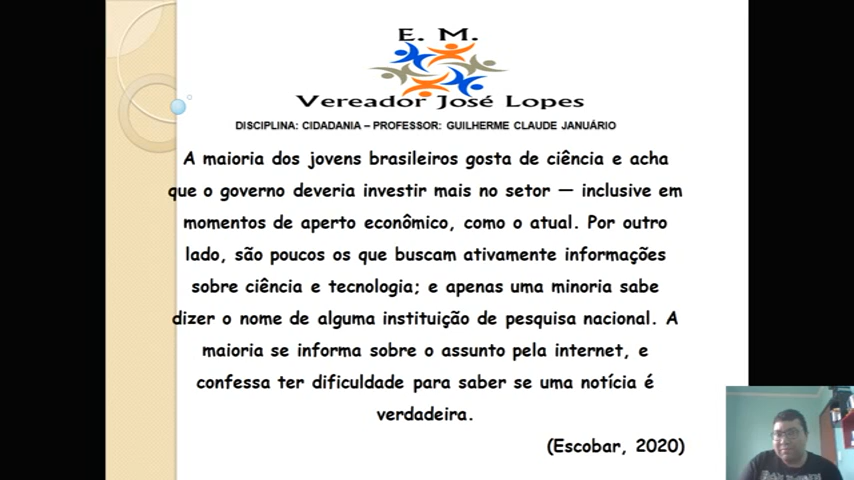 E. M.
Vereador José Lopes
DISCIPLINA: CIDADANIA – PROFESSOR: GUILHERME CLAUDE JANUÁRIO
A maioria dos jovens brasileiros gosta de ciência e acha
que o governo deveria investir mais no setor — inclusive em
momentos de aperto econômico, como o atual. Por outro
lado, são poucos os que buscam ativamente informações
sobre ciência e tecnologia; e apenas uma minoria sabe
dizer o nome de alguma instituição de pesquisa nacional. A
maioria se informa sobre o assunto pela internet, e
confessa ter dificuldade para saber se uma notícia é
verdadeira.
(Escobar, 2020)